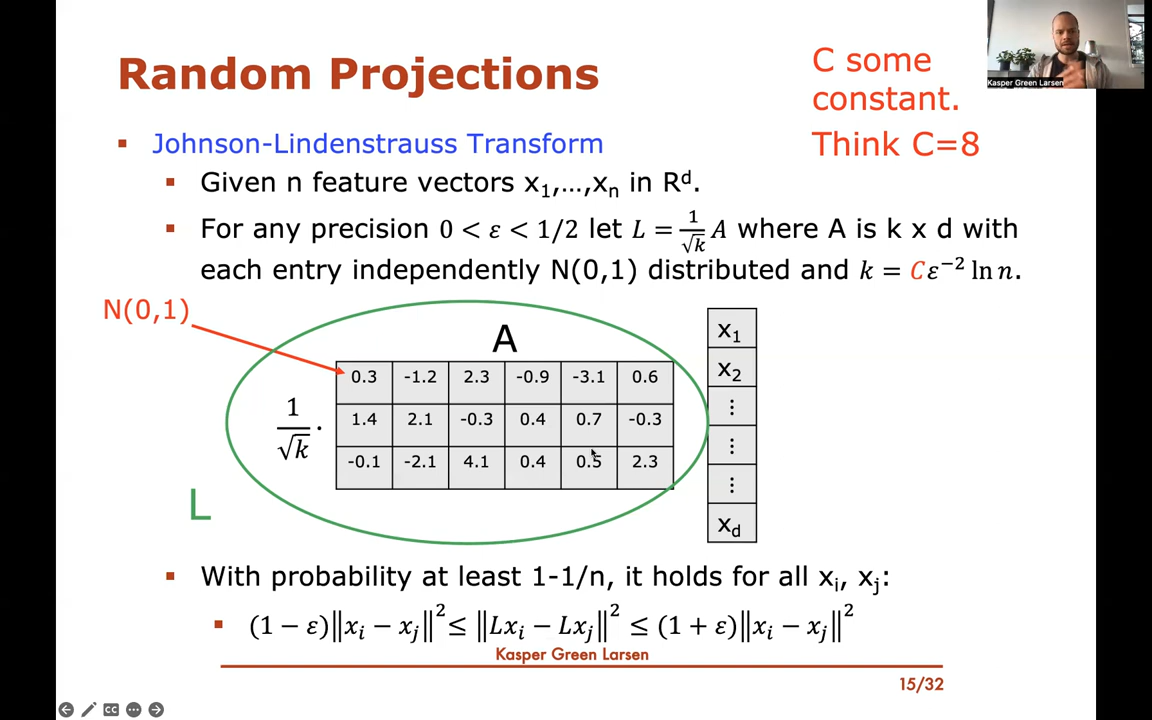 Random Projections
C some
constant.
Think C=8
Kasper Green Larsen
▪ Johnson-Lindenstrauss Transform
▪ Given n feature vectors x₁,…,xₙ in Rᵈ.
▪ For any precision 0 < ε < 1/2 let L = 1/√k A where A is k x d with
each entry independently N(0,1) distributed and k = Cε⁻² ln n.
N(0,1)
A
0.3 -1.2 2.3 -0.9 -3.1 0.6
1.4 2.1 -0.3 0.4 0.7 -0.3
-0.1 -2.1 4.1 0.4 0.5 2.3
1/√k ·
L
x₁
x₂
⋮
⋮
⋮
x_d
▪ With probability at least 1-1/n, it holds for all xᵢ, xⱼ:
▪ (1 − ε)‖xᵢ − xⱼ‖² ≤ ‖Lxᵢ − Lxⱼ‖² ≤ (1 + ε)‖xᵢ − xⱼ‖²
Kasper Green Larsen
15/32
CC